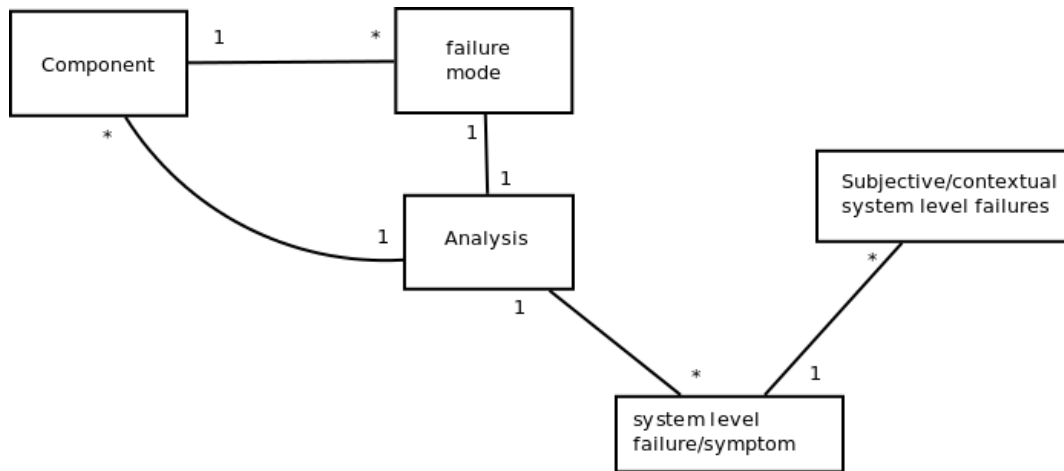 Component
1
*
failure
mode
*
1
1
1
Analysis
1
Subjective/contextual
system level failures
*
*
1
system level
failure/symptom